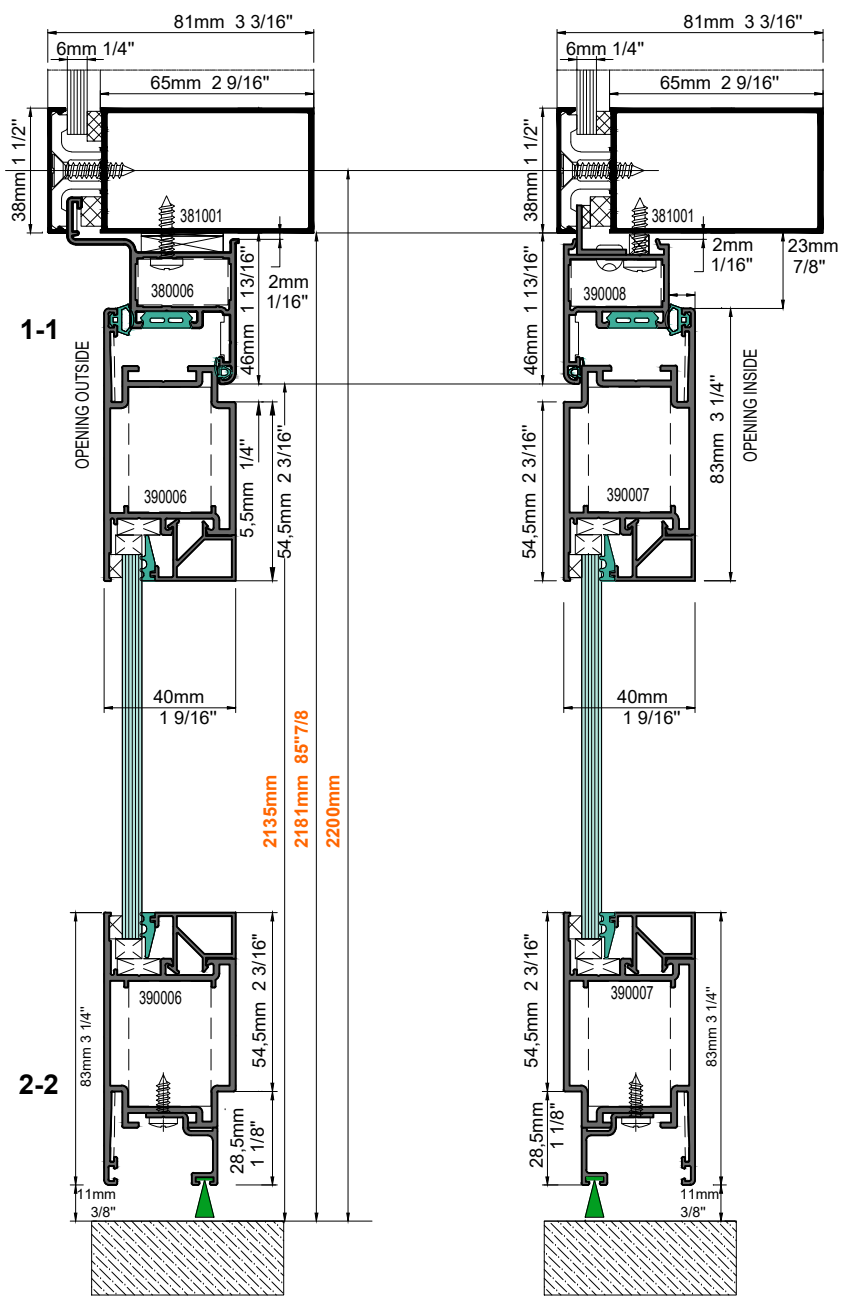 81mm  3 3/16"
6mm 1/4"
65mm  2 9/16"
38mm 1 1/2"
381001
380006
2mm
1/16"
46mm  1 13/16"
1-1
OPENING OUTSIDE
390006
5,5mm  1/4"
54,5mm  2 3/16"
40mm
1 9/16"
2135mm
2181mm  85"7/8
2200mm
390006
54,5mm  2 3/16"
83mm 3 1/4"
2-2
28,5mm
1 1/8"
11mm
3/8"
81mm  3 3/16"
6mm 1/4"
65mm  2 9/16"
38mm 1 1/2"
381001
390008
2mm
1/16"
23mm
7/8"
46mm  1 13/16"
OPENING INSIDE
83mm  3 1/4"
390007
54,5mm  2 3/16"
40mm
1 9/16"
54,5mm  2 3/16"
390007
83mm 3 1/4"
28,5mm
1 1/8"
11mm
3/8"